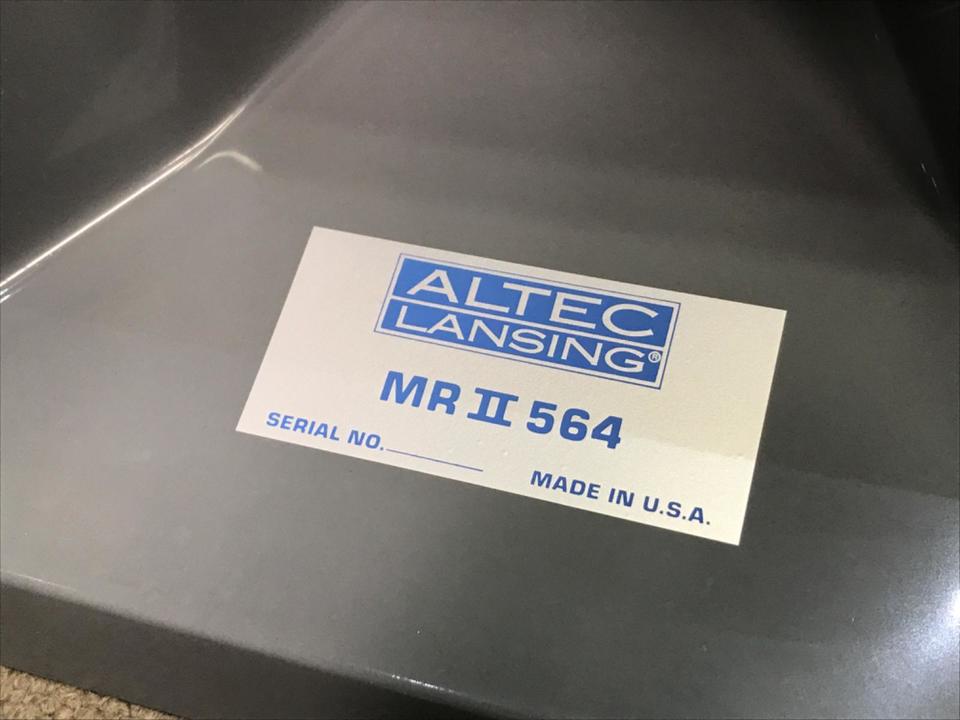 ALTEC
LANSING®
MR II 564
SERIAL NO.
MADE IN U.S.A.